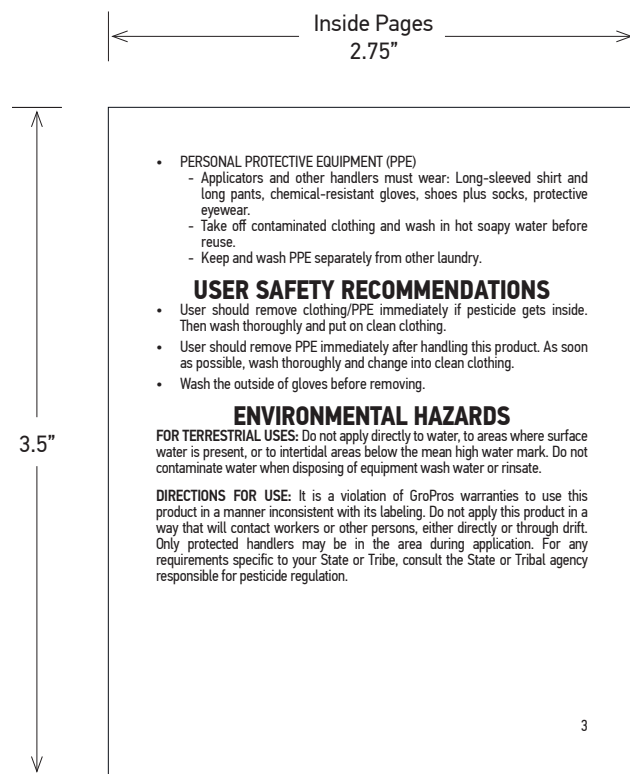 Inside Pages
2.75”
3.5”
• PERSONAL PROTECTIVE EQUIPMENT (PPE)
- Applicators and other handlers must wear: Long-sleeved shirt and
long pants, chemical-resistant gloves, shoes plus socks, protective
eyewear.
- Take off contaminated clothing and wash in hot soapy water before
reuse.
- Keep and wash PPE separately from other laundry.
USER SAFETY RECOMMENDATIONS
• User should remove clothing/PPE immediately if pesticide gets inside.
Then wash thoroughly and put on clean clothing.
• User should remove PPE immediately after handling this product. As soon
as possible, wash thoroughly and change into clean clothing.
• Wash the outside of gloves before removing.
ENVIRONMENTAL HAZARDS
FOR TERRESTRIAL USES: Do not apply directly to water, to areas where surface
water is present, or to intertidal areas below the mean high water mark. Do not
contaminate water when disposing of equipment wash water or rinsate.
DIRECTIONS FOR USE: It is a violation of GroPros warranties to use this
product in a manner inconsistent with its labeling. Do not apply this product in a
way that will contact workers or other persons, either directly or through drift.
Only protected handlers may be in the area during application. For any
requirements specific to your State or Tribe, consult the State or Tribal agency
responsible for pesticide regulation.
3